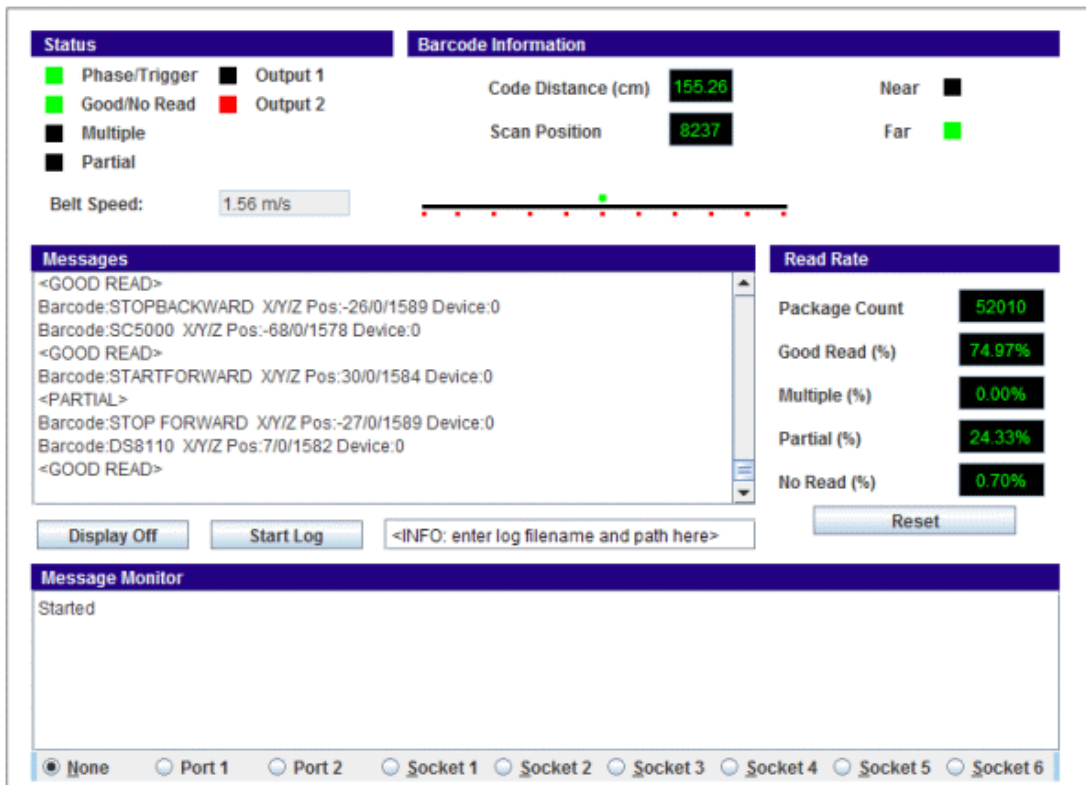 Status
Phase/Trigger Output 1
Good/No Read Output 2
Multiple
Partial
Belt Speed: 1.56 m/s
Barcode Information
Code Distance (cm) 155.26 Near
Scan Position 8237 Far
Messages
<GOOD READ>
Barcode:STOPBACKWARD X/Y/Z Pos:-26/0/1589 Device:0
Barcode:SC5000 X/Y/Z Pos:-68/0/1578 Device:0
<GOOD READ>
Barcode:STARTFORWARD X/Y/Z Pos:30/0/1584 Device:0
<PARTIAL>
Barcode:STOP FORWARD X/Y/Z Pos:-27/0/1589 Device:0
Barcode:DS8110 X/Y/Z Pos:7/0/1582 Device:0
<GOOD READ>
Display Off Start Log <INFO: enter log filename and path here>
Read Rate
Package Count 52010
Good Read (%) 74.97%
Multiple (%) 0.00%
Partial (%) 24.33%
No Read (%) 0.70%
Reset
Message Monitor
Started
None Port 1 Port 2 Socket 1 Socket 2 Socket 3 Socket 4 Socket 5 Socket 6